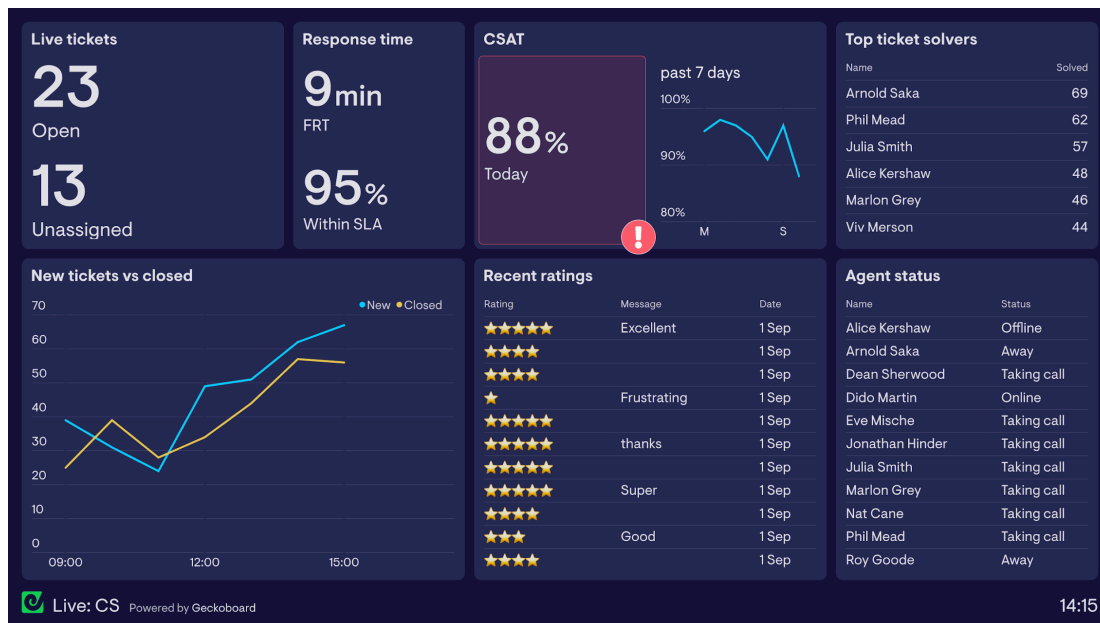 Live tickets
23
Open
13
Unassigned
Response time
9 min
FRT
95%
Within SLA
CSAT
88%
Today
!
past 7 days
100%
90%
80%
M S
Top ticket solvers
Name Solved
Arnold Saka 69
Phil Mead 62
Julia Smith 57
Alice Kershaw 48
Marlon Grey 46
Viv Merson 44
New tickets vs closed
New Closed
70
60
50
40
30
20
10
0
09:00 12:00 15:00
Recent ratings
Rating Message Date
Excellent 1 Sep
1 Sep
1 Sep
Frustrating 1 Sep
1 Sep
thanks 1 Sep
1 Sep
Super 1 Sep
1 Sep
Good 1 Sep
1 Sep
Agent status
Name Status
Alice Kershaw Offline
Arnold Saka Away
Dean Sherwood Taking call
Dido Martin Online
Eve Mische Taking call
Jonathan Hinder Taking call
Julia Smith Taking call
Marlon Grey Taking call
Nat Cane Taking call
Phil Mead Taking call
Roy Goode Away
Live: CS Powered by Geckoboard
14:15